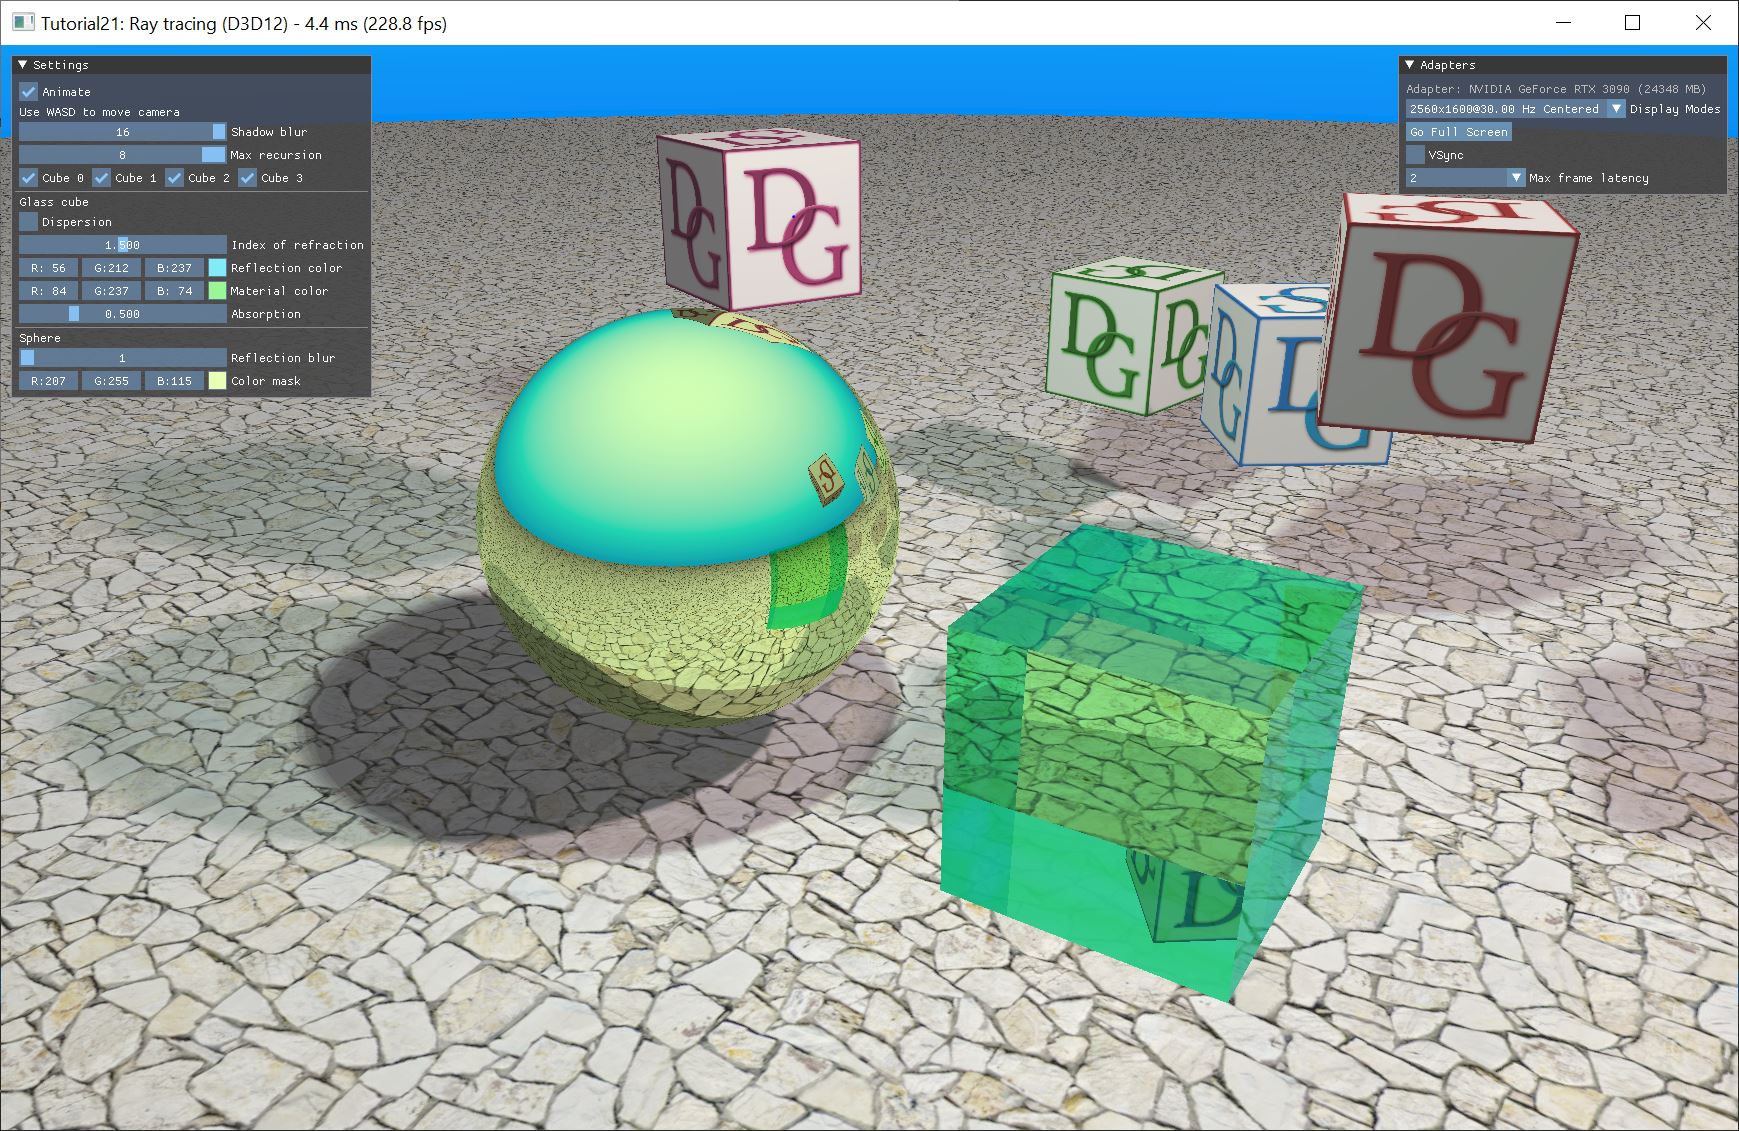 Tutorial21: Ray tracing (D3D12) - 4.4 ms (228.8 fps)
Settings
Animate
Use WASD to move camera
16 Shadow blur
8 Max recursion
Cube 0 Cube 1 Cube 2 Cube 3
Glass cube
Dispersion
1.500 Index of refraction
R: 56 G:212 B:237 Reflection color
R: 84 G:237 B: 74 Material color
0.500 Absorption
Sphere
1 Reflection blur
R:207 G:255 B:115 Color mask
Adapters
Adapter: NVIDIA GeForce RTX 3090 (24348 MB)
2560x1600@30.00 Hz Centered Display Modes
Go Full Screen
VSync
2 Max frame latency
DG
DG
DG
DG
DG
DG
DG